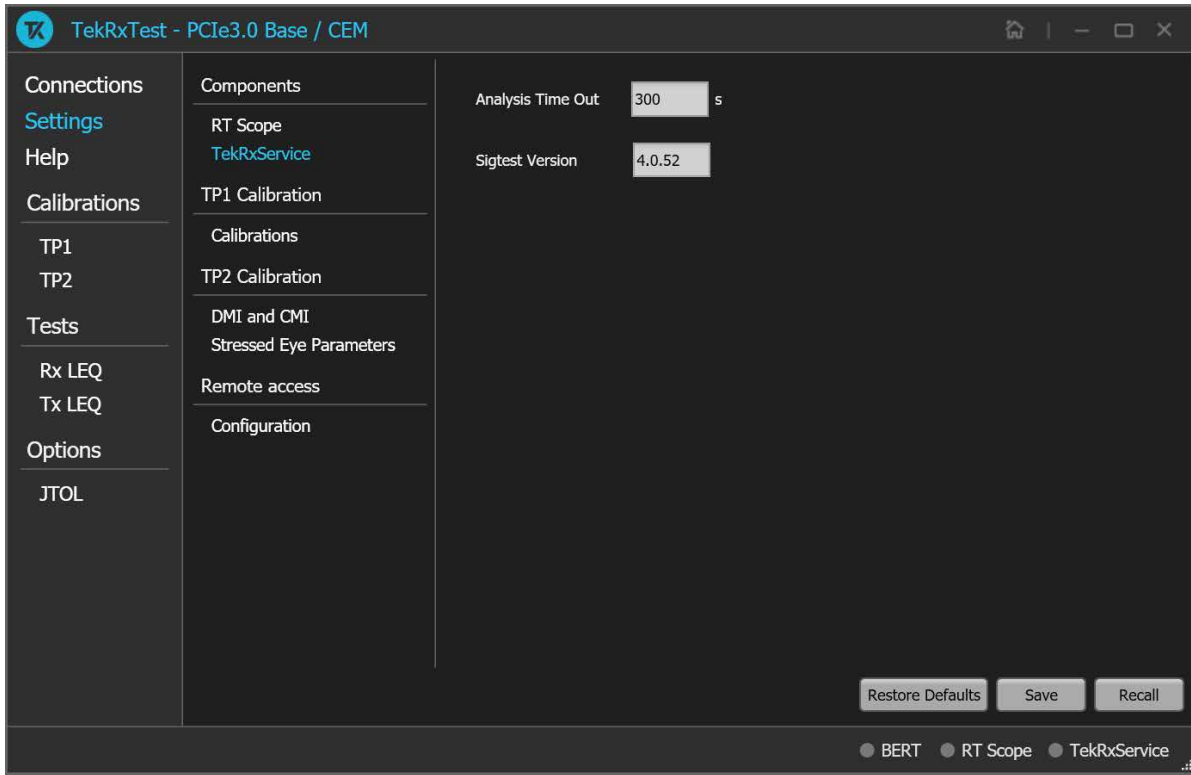 TekRxTest - PCIe3.0 Base / CEM
Connections
Settings
Help
Calibrations
TP1
TP2
Tests
Rx LEQ
Tx LEQ
Options
JTOL
Components
RT Scope
TekRxService
TP1 Calibration
Calibrations
TP2 Calibration
DMI and CMI
Stressed Eye Parameters
Remote access
Configuration
Analysis Time Out 300 s
Sigtest Version 4.0.52
Restore Defaults Save Recall
BERT RT Scope TekRxService